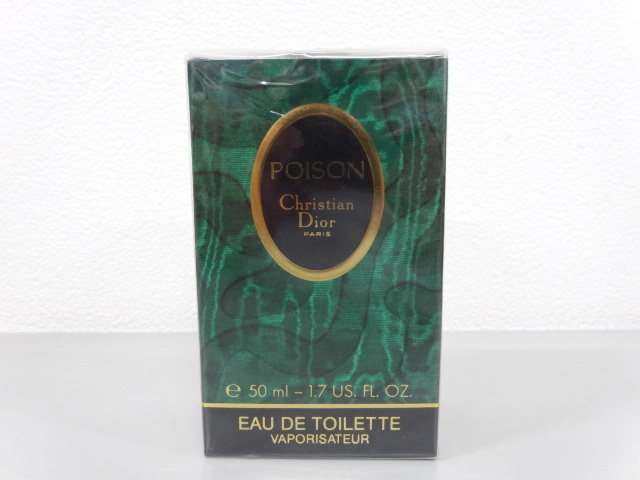 POISON
Christian
Dior
PARIS
℮ 50 ml – 1.7 US. FL. OZ.
EAU DE TOILETTE
VAPORISATEUR